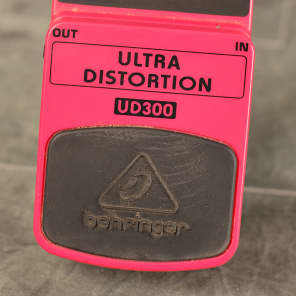 OUT IN
ULTRA
DISTORTION
UD300
behringer